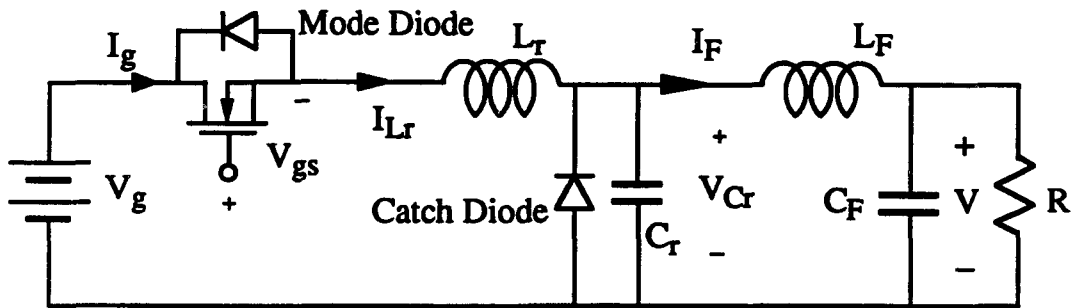 Mode Diode
I_g
L_r
I_F
L_F
-
I_Lr
V_gs
+
V_g
+
+
Catch Diode
V_Cr
C_F
V
R
C_r
-
-